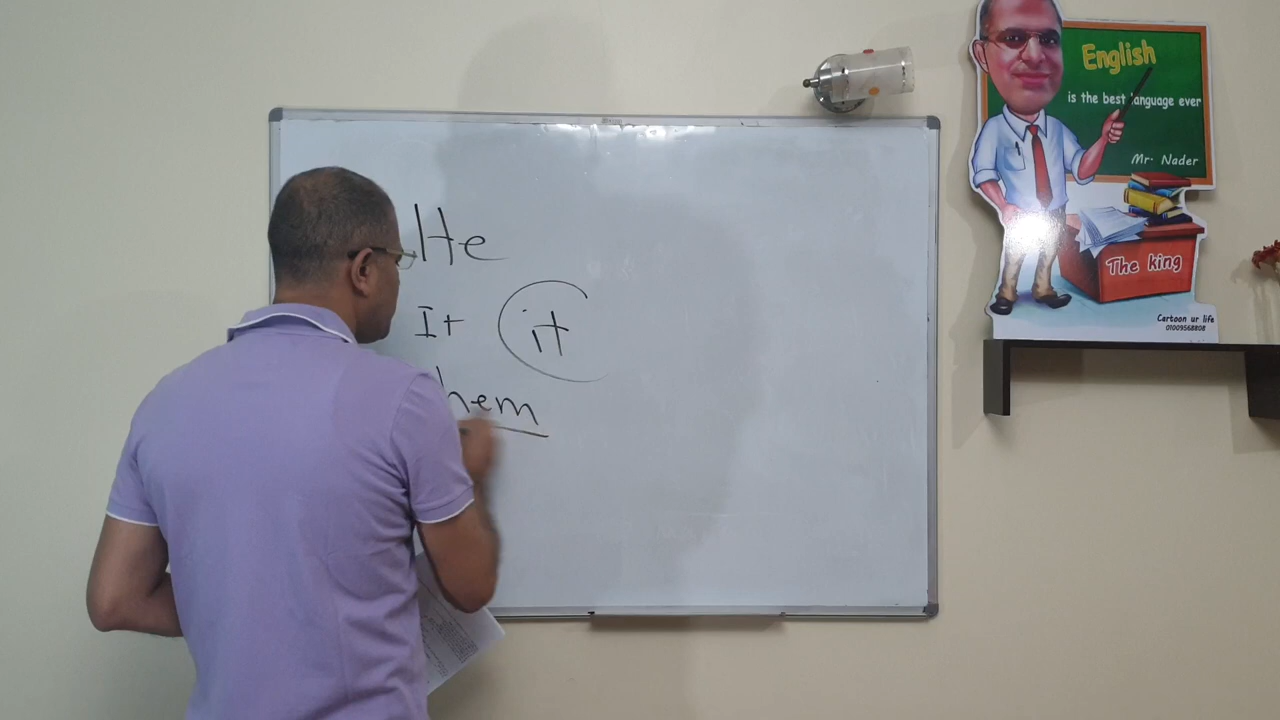 He
It it
hem
English
is the best language ever
Mr. Nader
The king
Cartoon ur life
01009568808